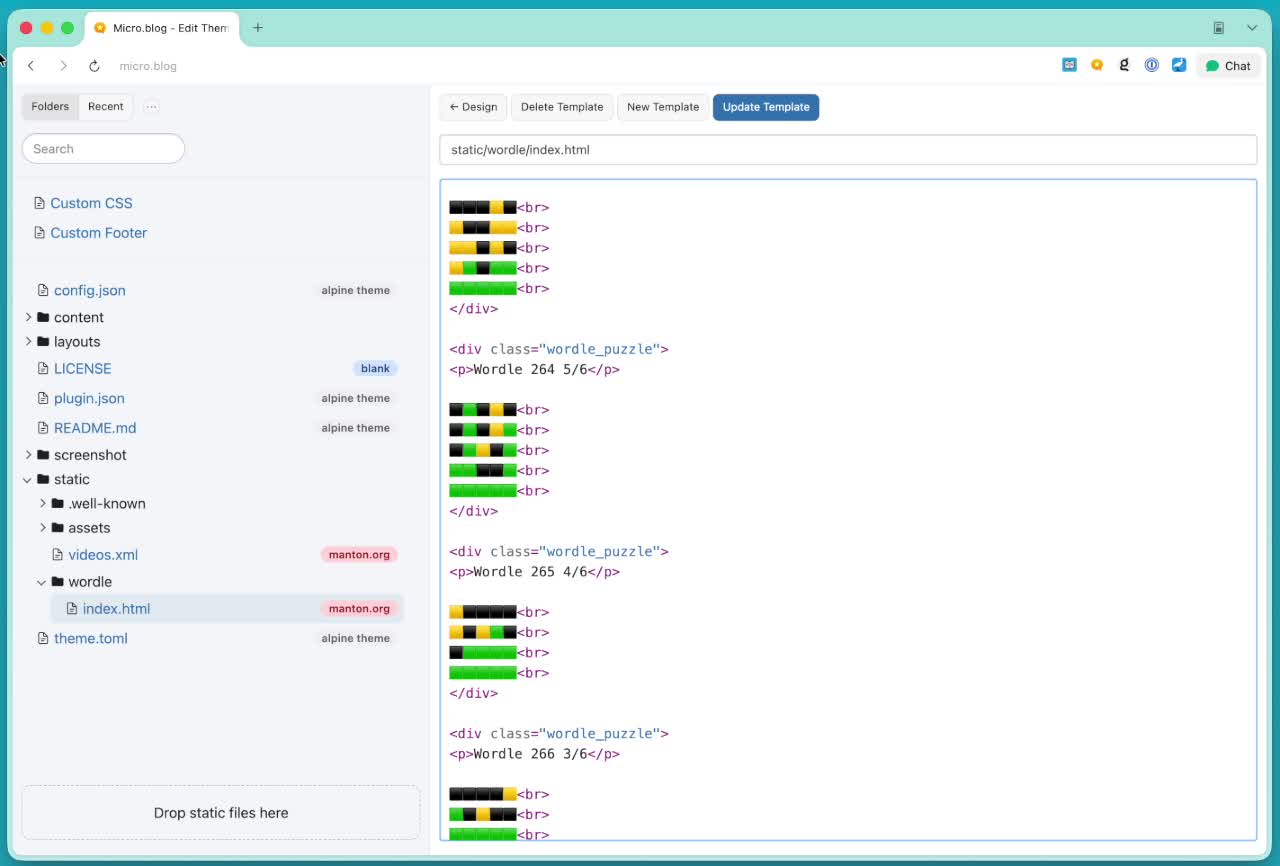 Micro.blog - Edit Them
micro.blog
Chat
Folders
Recent
Search
Custom CSS
Custom Footer
config.json
alpine theme
content
layouts
LICENSE
blank
plugin.json
alpine theme
README.md
alpine theme
screenshot
static
.well-known
assets
videos.xml
manton.org
wordle
index.html
manton.org
theme.toml
alpine theme
Drop static files here
← Design
Delete Template
New Template
Update Template
static/wordle/index.html
⬛⬛⬛🟨⬛<br>
🟨⬛⬛🟨🟨<br>
🟨🟨⬛🟨⬛<br>
🟨🟩⬛🟩🟩<br>
🟩🟩🟩🟩🟩<br>
</div>
<div class="wordle_puzzle">
<p>Wordle 264 5/6</p>
⬛🟩⬛🟨⬛<br>
⬛🟩⬛🟨🟩<br>
⬛🟩🟨⬛🟩<br>
🟩🟩⬛⬛🟩<br>
🟩🟩🟩🟩🟩<br>
</div>
<div class="wordle_puzzle">
<p>Wordle 265 4/6</p>
🟨⬛⬛⬛⬛<br>
🟨⬛🟨🟩⬛<br>
⬛🟩🟩🟩🟩<br>
🟩🟩🟩🟩🟩<br>
</div>
<div class="wordle_puzzle">
<p>Wordle 266 3/6</p>
⬛⬛⬛⬛🟨<br>
🟩⬛🟨⬛⬛<br>
🟩🟩🟩🟩🟩<br>